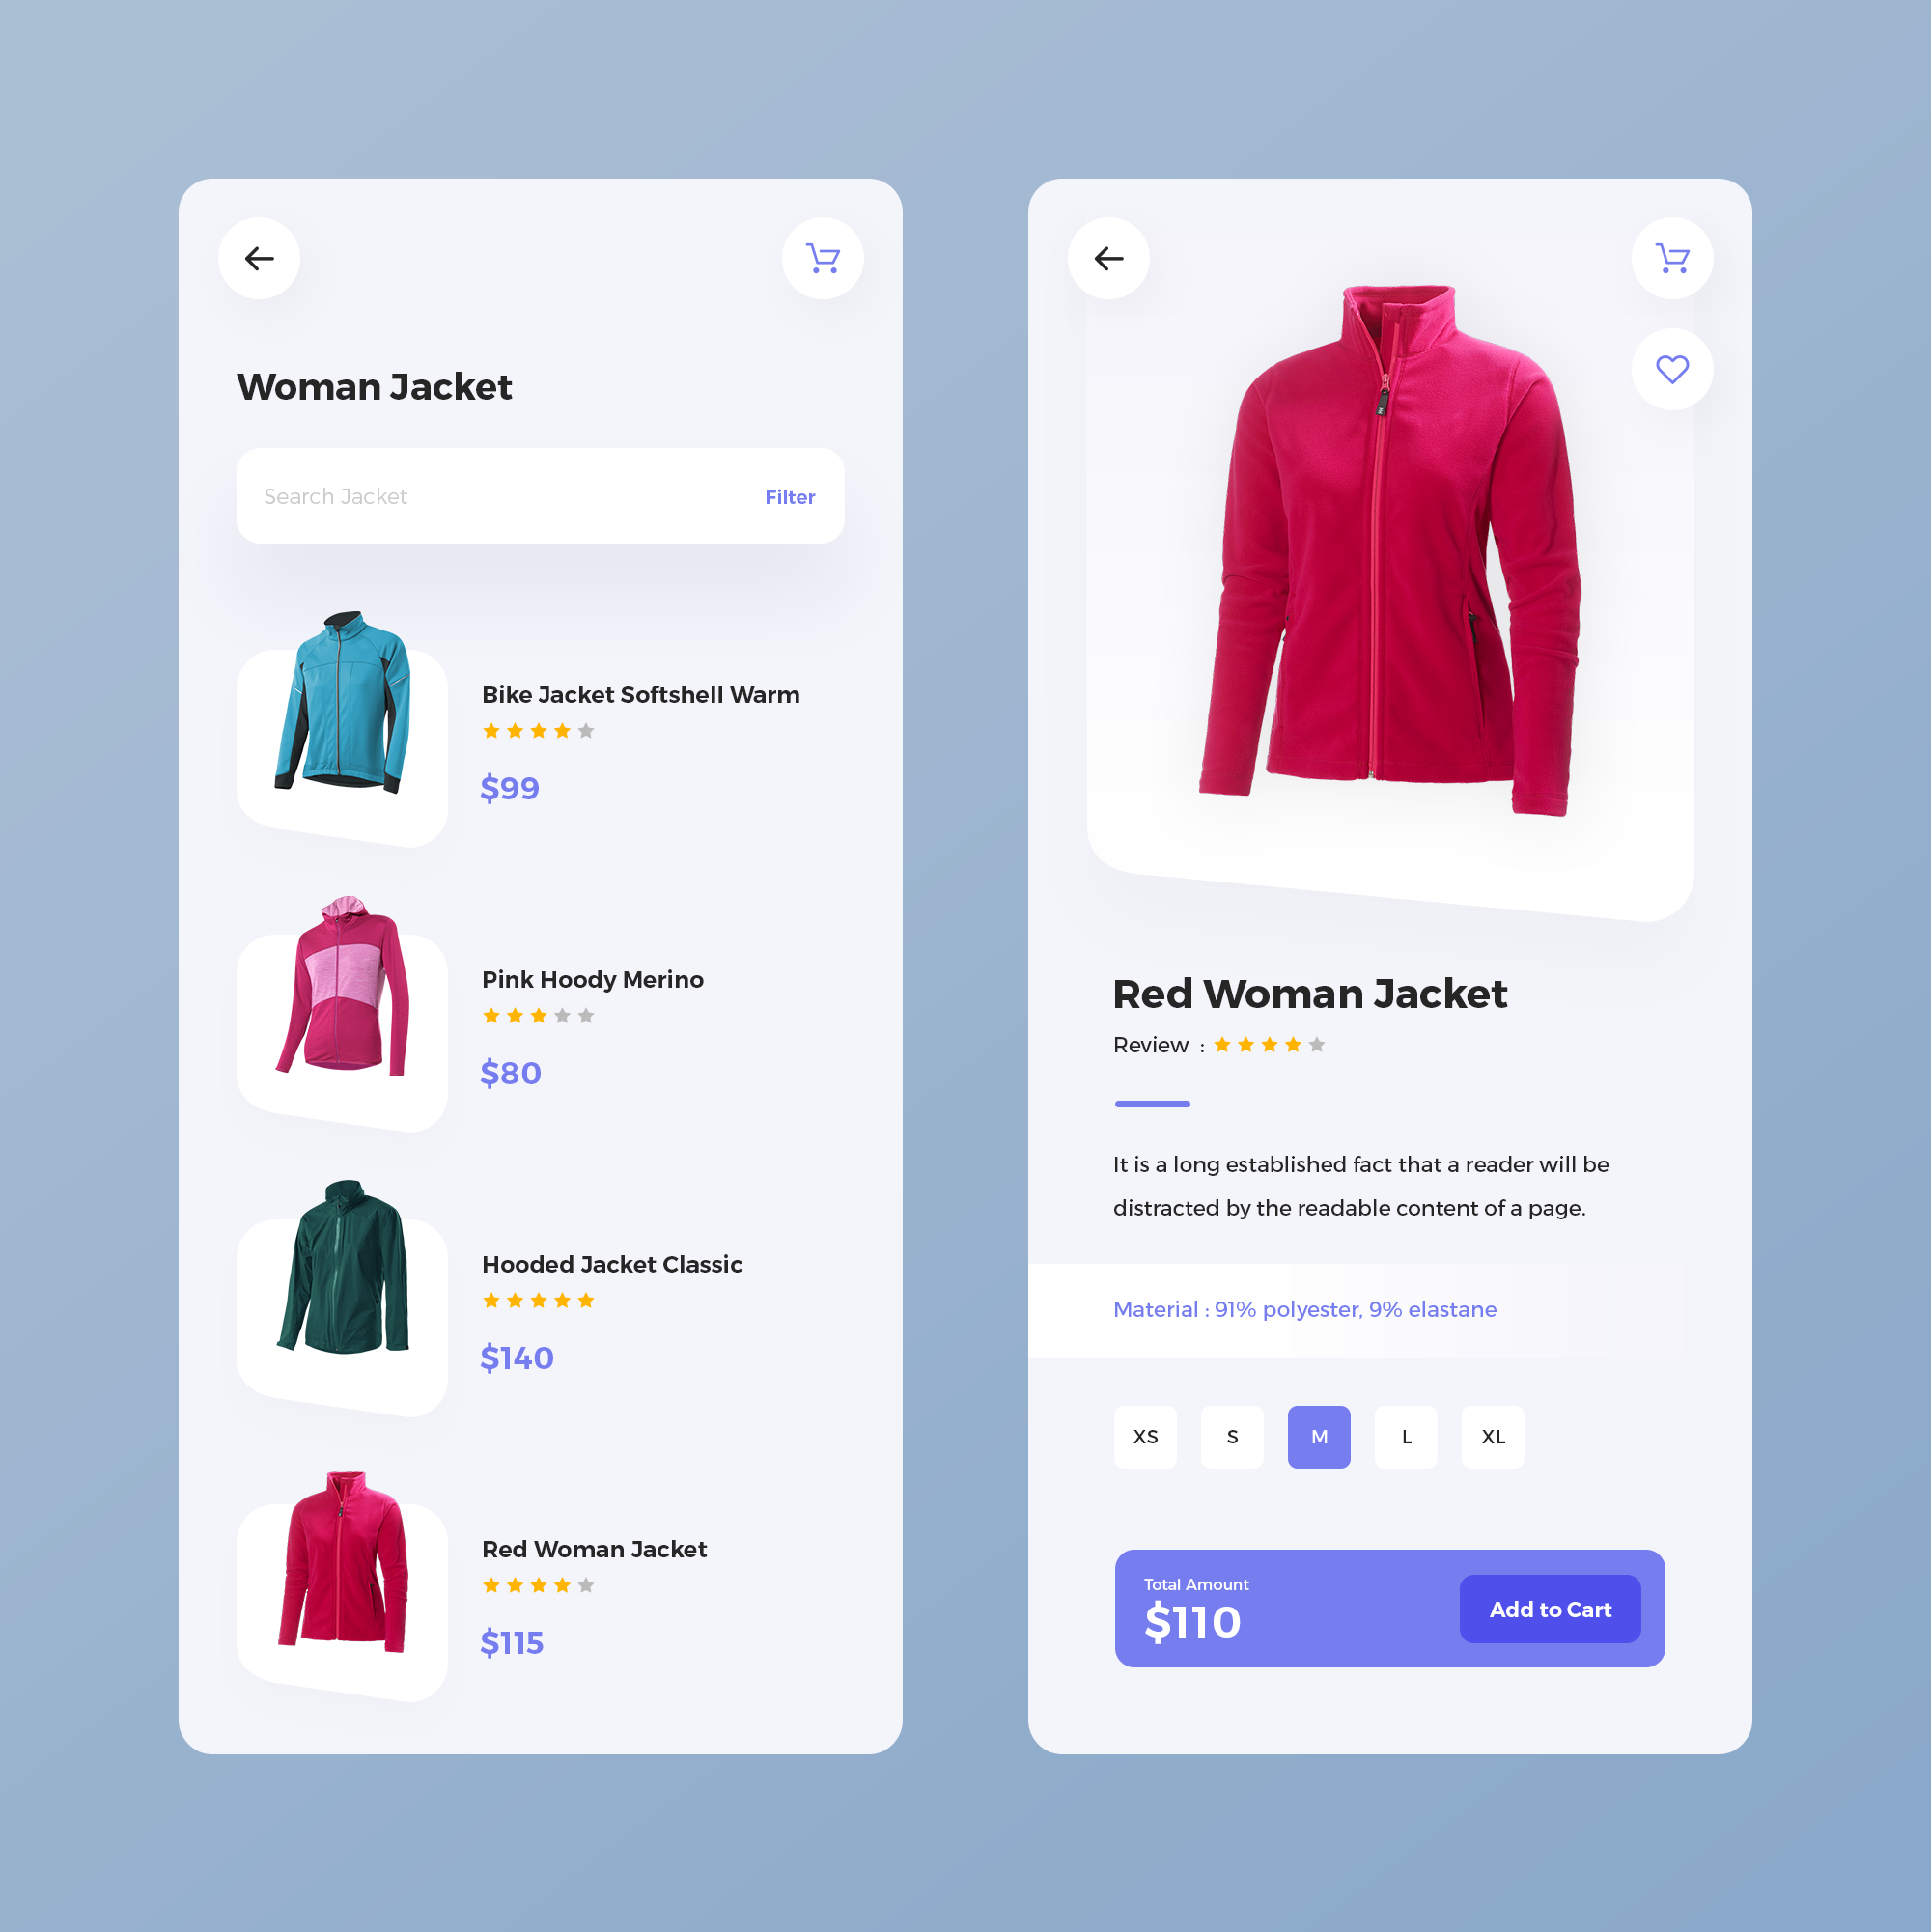 Woman Jacket
Search Jacket
Filter
Bike Jacket Softshell Warm
$99
Pink Hoody Merino
$80
Hooded Jacket Classic
$140
Red Woman Jacket
$115
Red Woman Jacket
Review :
It is a long established fact that a reader will be
distracted by the readable content of a page.
Material : 91% polyester, 9% elastane
XS S M L XL
Total Amount
$110
Add to Cart